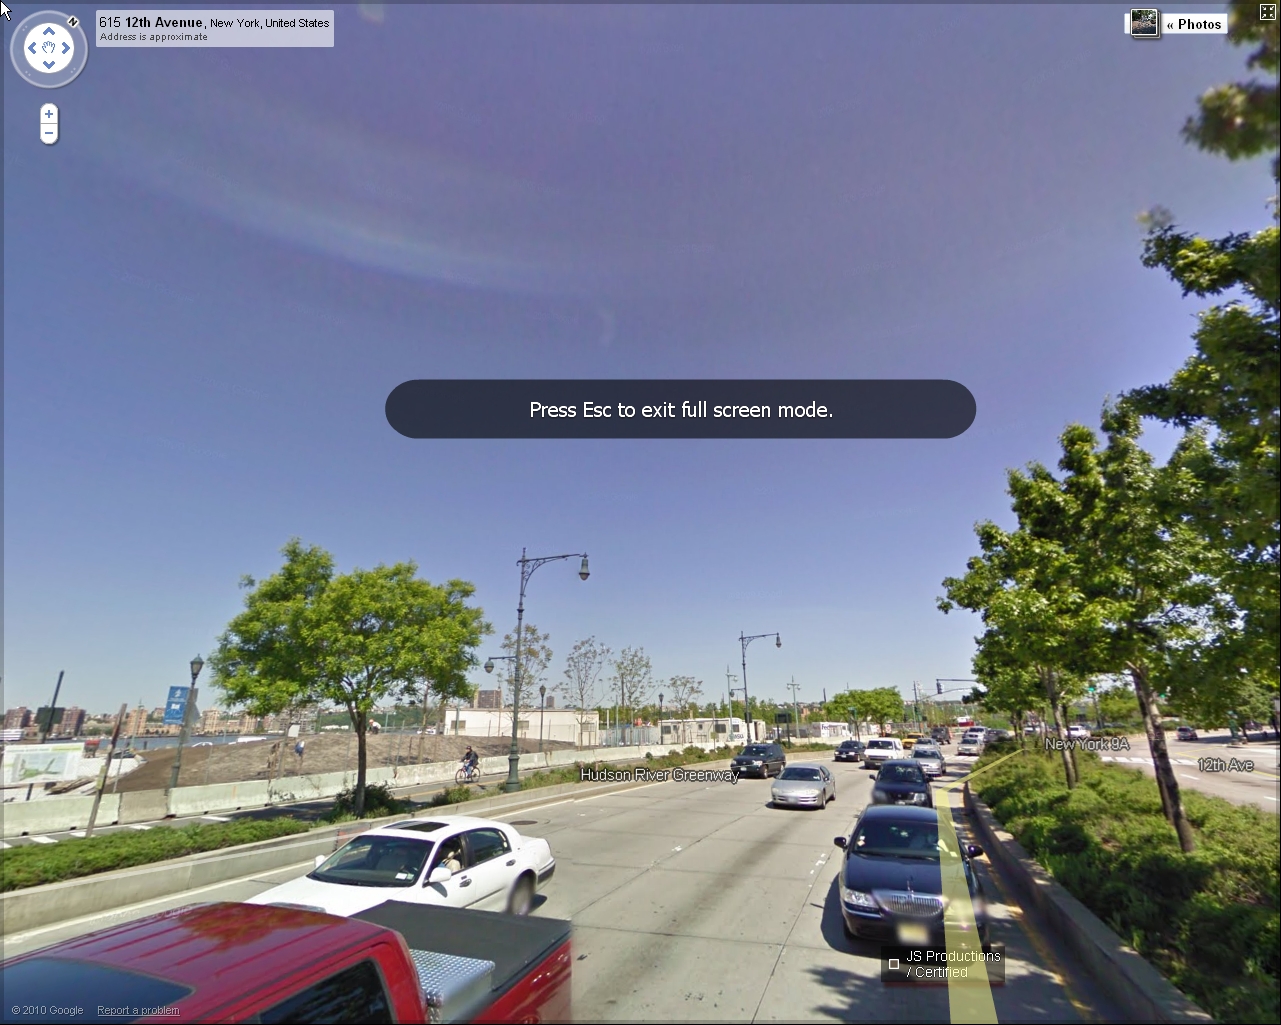 N
615 12th Avenue, New York, United States
Address is approximate
« Photos
Press Esc to exit full screen mode.
New York 9A
12th Ave
Hudson River Greenway
JS Productions
/ Certified
© 2010 Google Report a problem